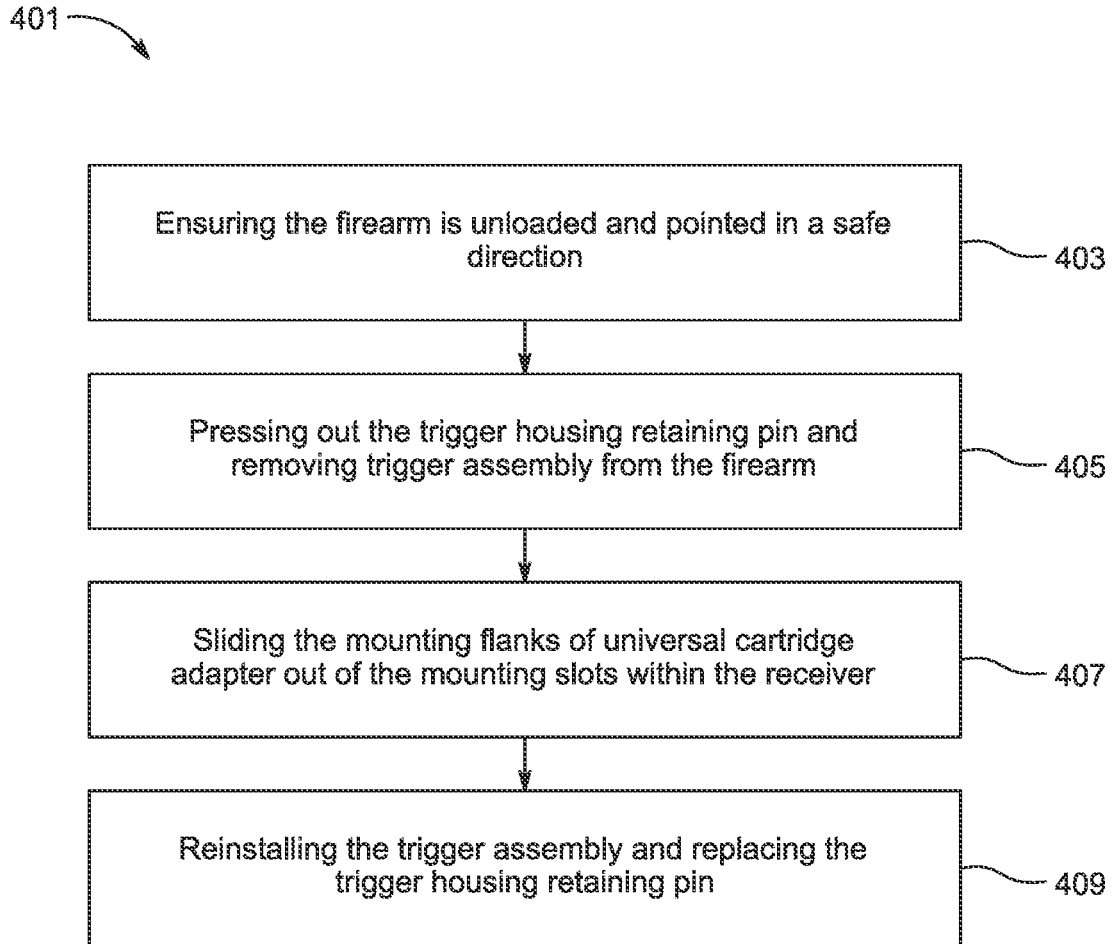 401
Ensuring the firearm is unloaded and pointed in a safe
direction
403
Pressing out the trigger housing retaining pin and
removing trigger assembly from the firearm
405
Sliding the mounting flanks of universal cartridge
adapter out of the mounting slots within the receiver
407
Reinstalling the trigger assembly and replacing the
trigger housing retaining pin
409